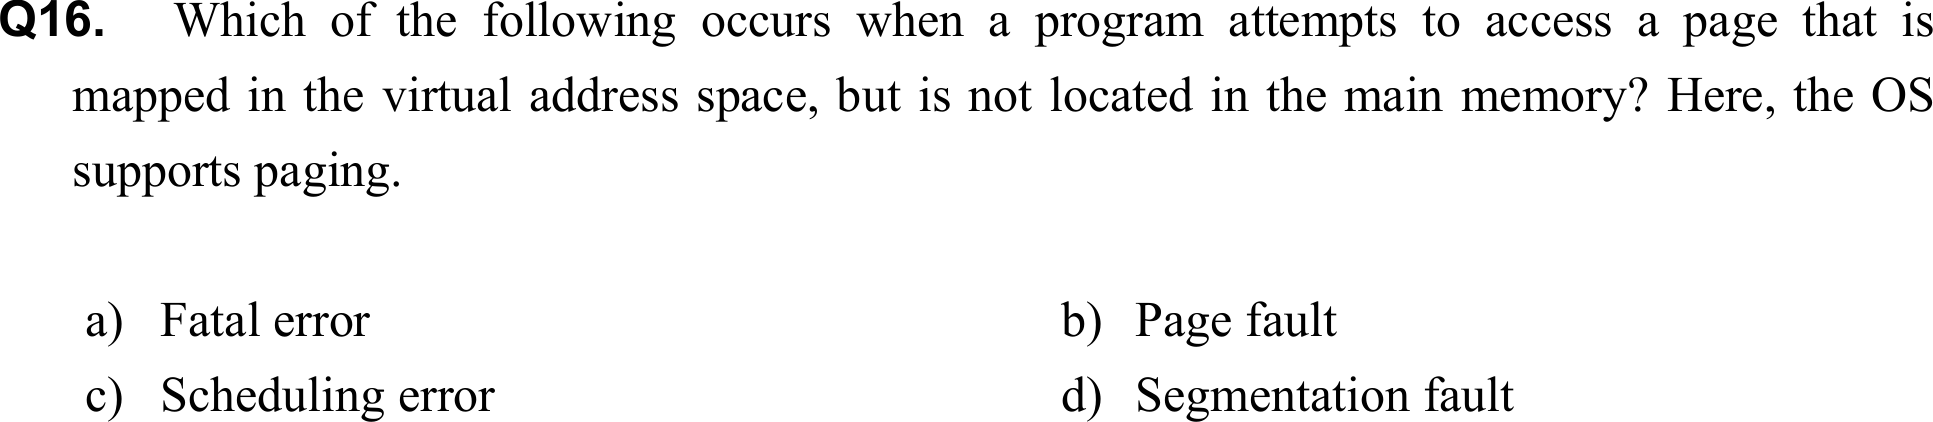 Q16. Which of the following occurs when a program attempts to access a page that is
mapped in the virtual address space, but is not located in the main memory? Here, the OS
supports paging.
a) Fatal error b) Page fault
c) Scheduling error d) Segmentation fault